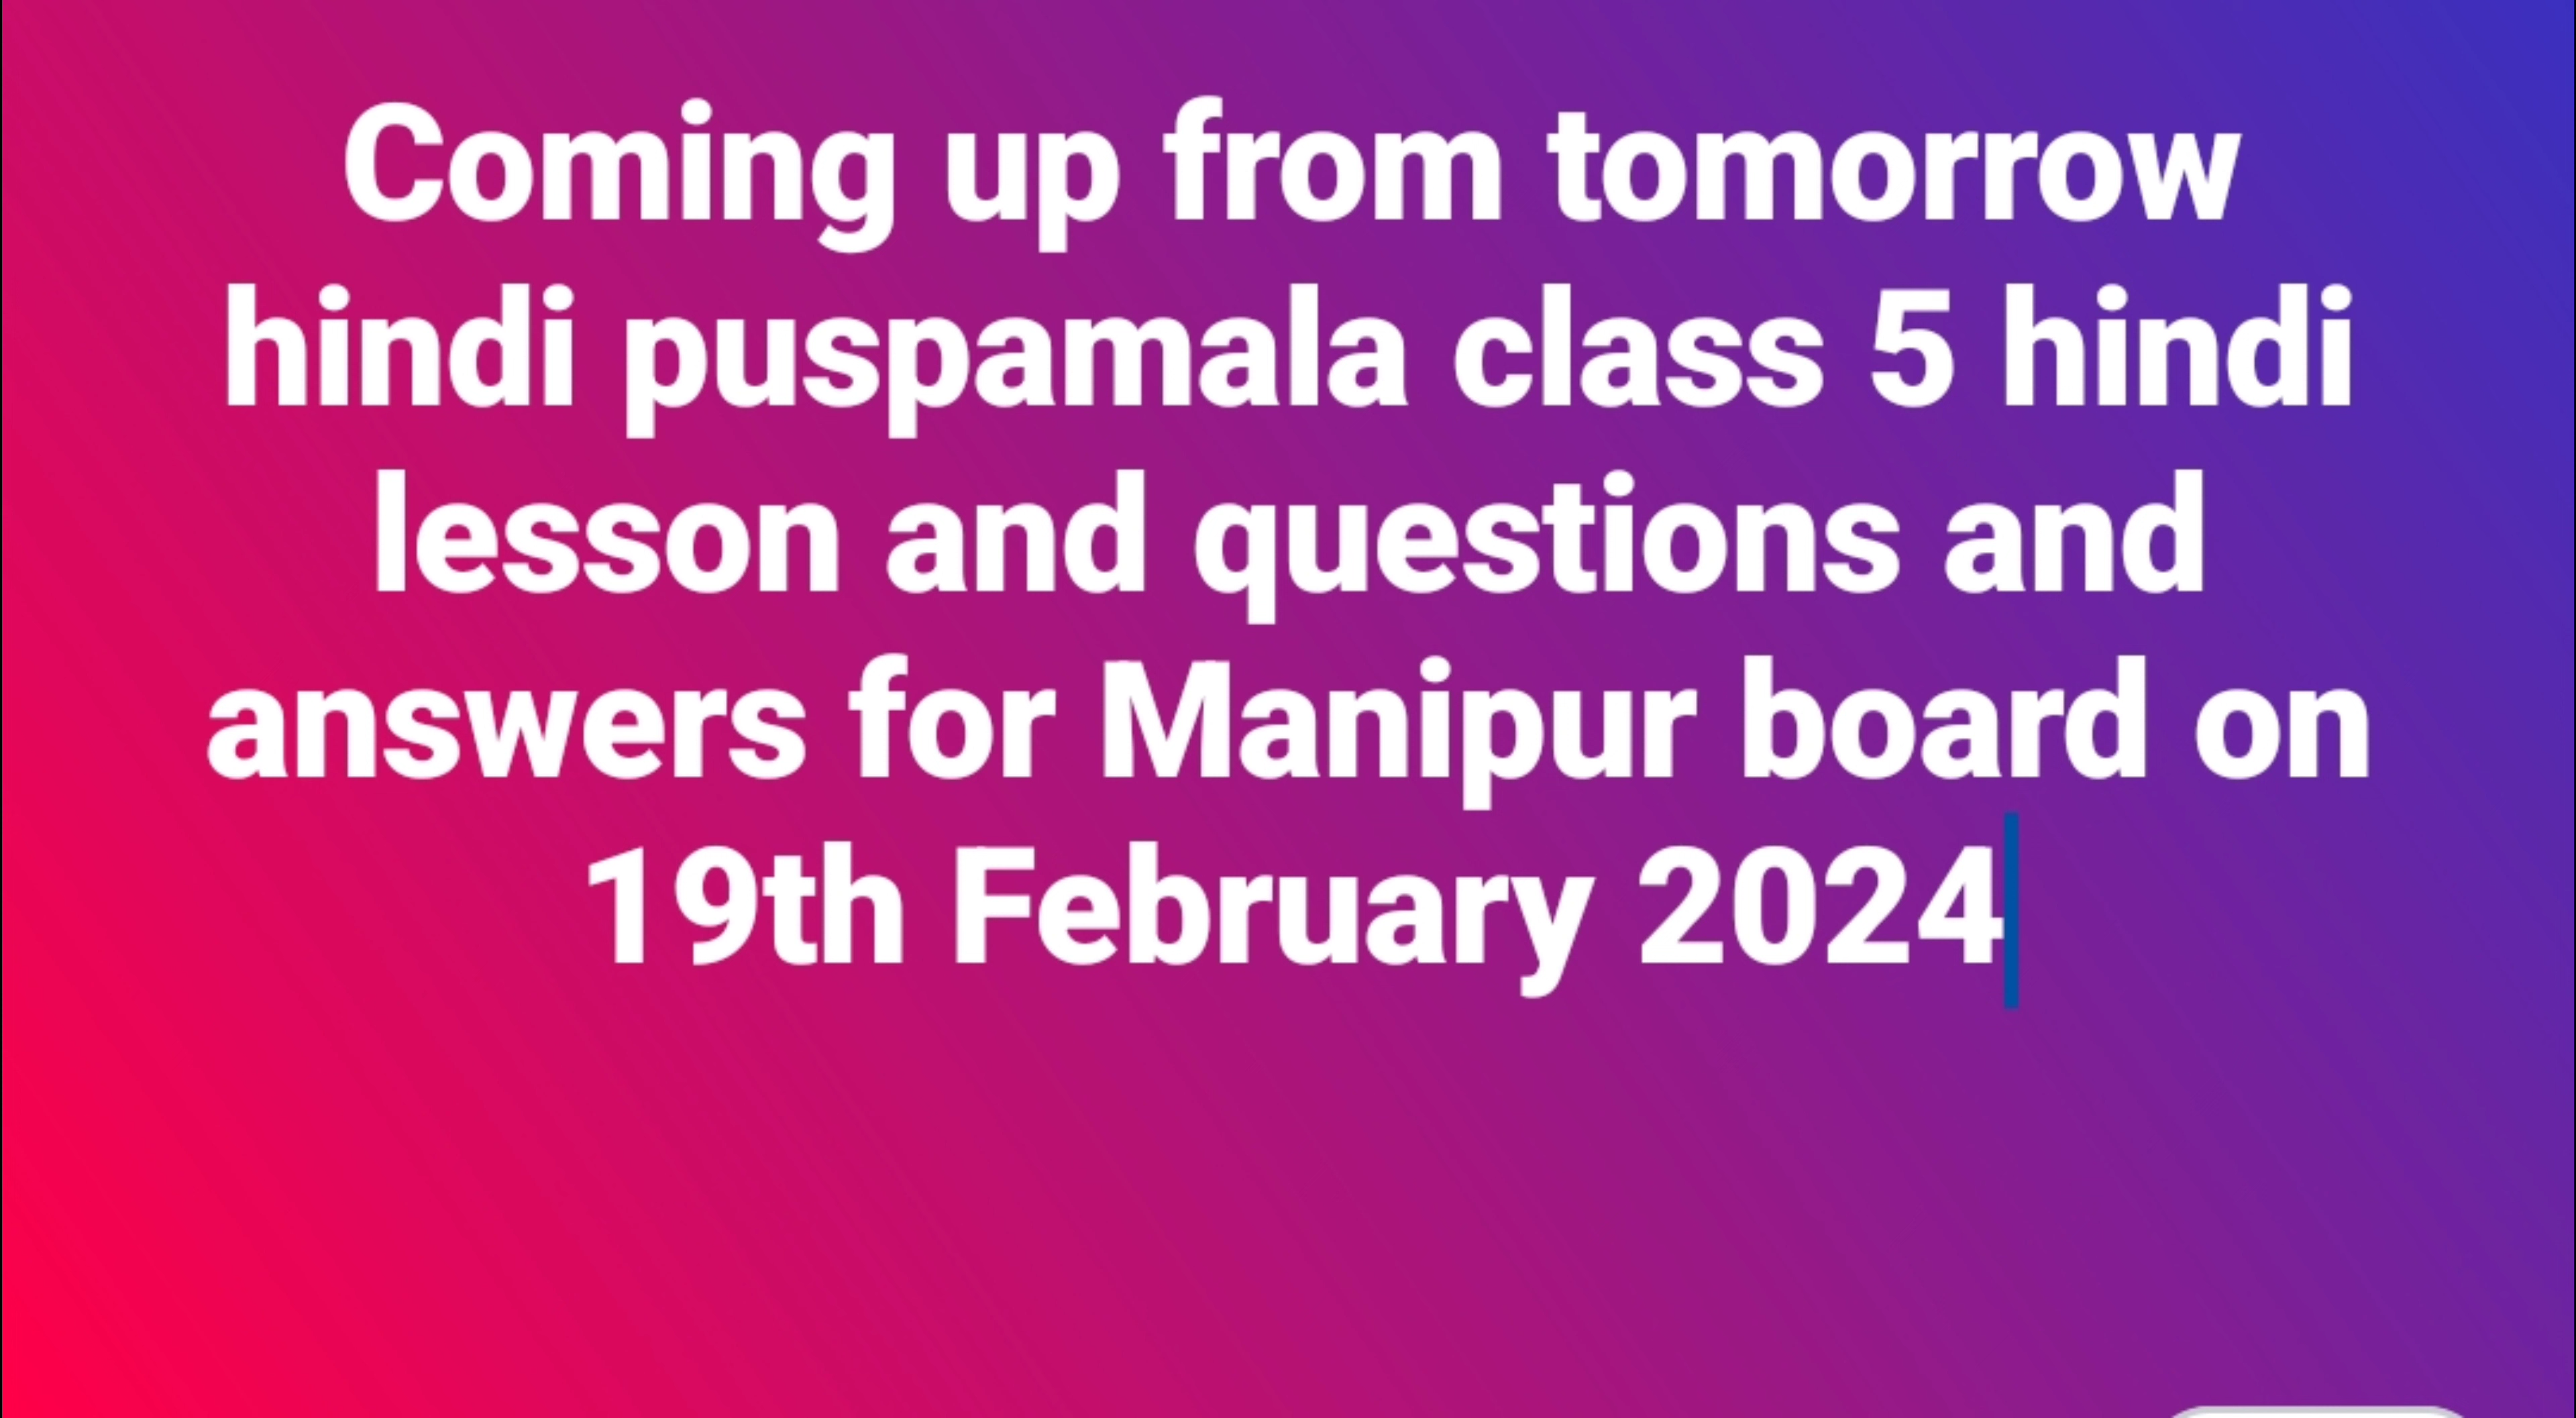 Coming up from tomorrow
hindi puspamala class 5 hindi
lesson and questions and
answers for Manipur board on
19th February 2024